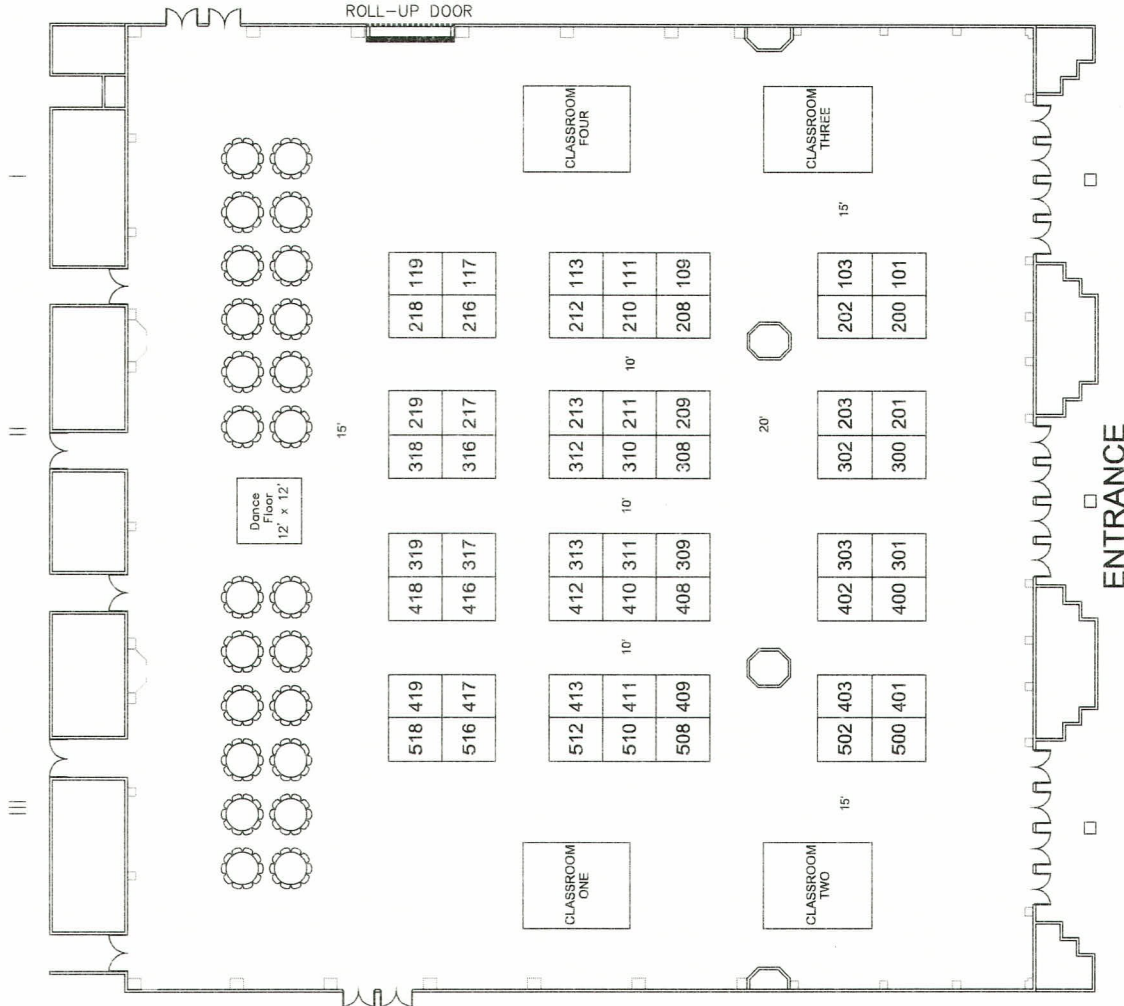 ROLL-UP DOOR
I
II
III
CLASSROOM
FOUR
CLASSROOM
THREE
15'
218 119
216 117
212 113
210 111
208 109
202 103
200 101
10'
15'
20'
318 219
316 217
312 213
310 211
308 209
302 203
300 201
Dance
Floor
12' x 12'
10'
418 319
416 317
412 313
410 311
408 309
402 303
400 301
ENTRANCE
10'
518 419
516 417
512 413
510 411
508 409
502 403
500 401
15'
CLASSROOM
ONE
CLASSROOM
TWO